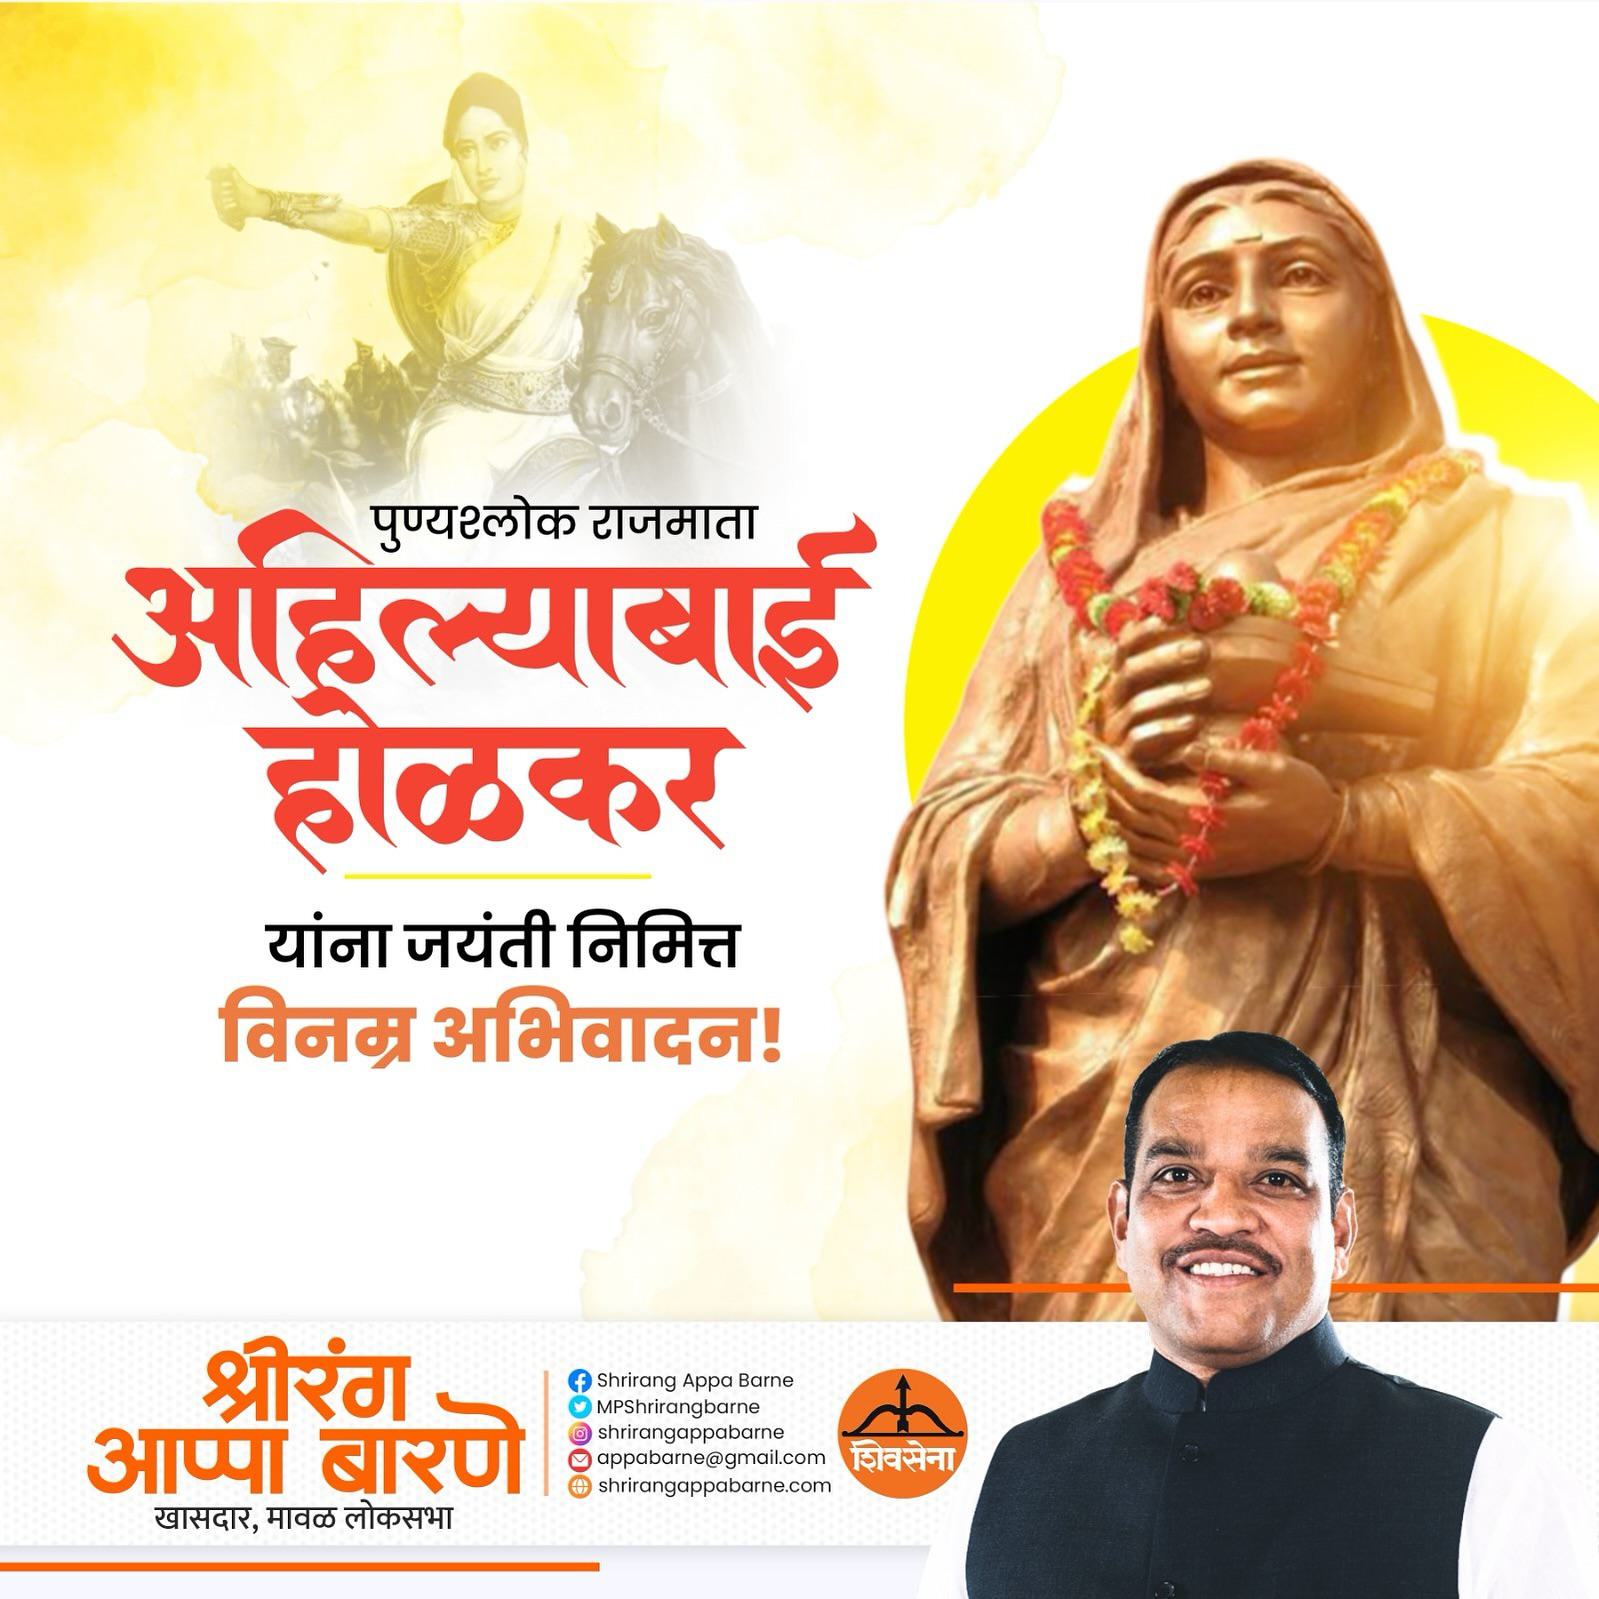 पुण्यश्लोक राजमाता
अहिल्याबाई
होळकर
यांना जयंती निमित्त
विनम्र अभिवादन!
श्रीरंग
आप्पा बारणे
खासदार, मावळ लोकसभा
Shrirang Appa Barne
MPShrirangbarne
shrirangappabarne
appabarne@gmail.com
shrirangappabarne.com
शिवसेना